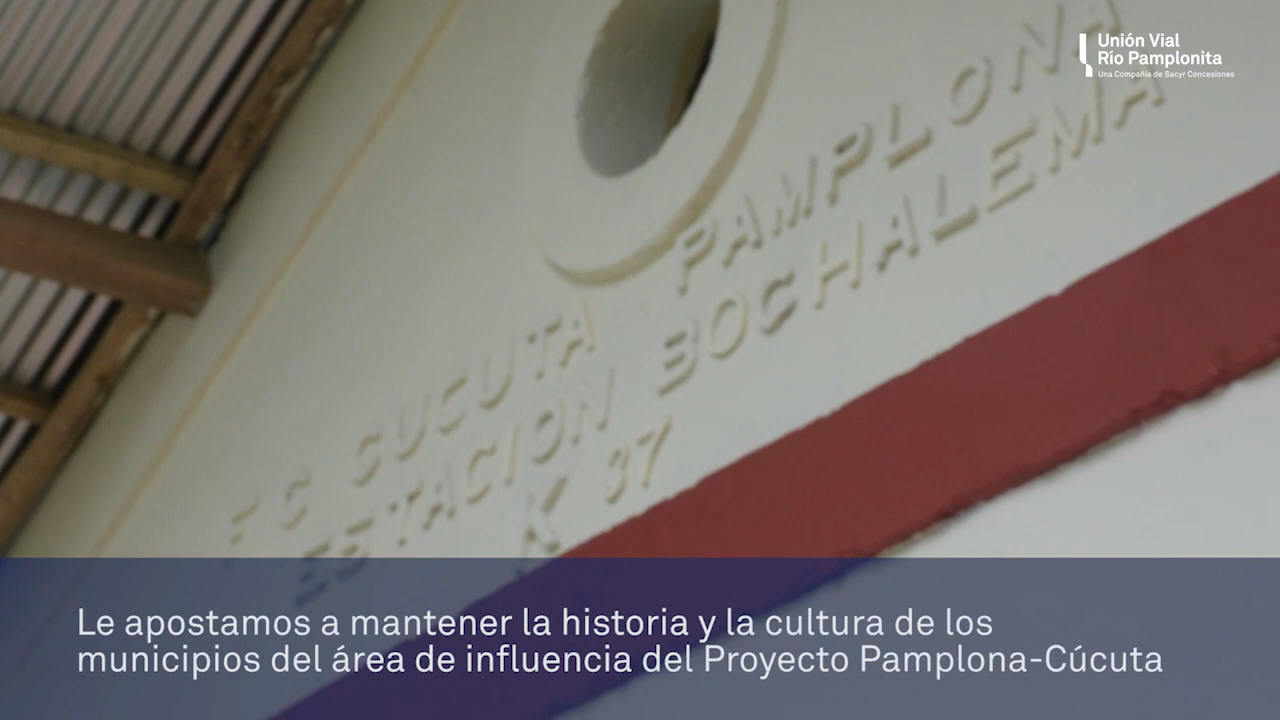 Unión Vial
Río Pamplonita
Una Compañía de Sacyr Concesiones
F C CUCUTA PAMPLONA
ESTACION BOCHALEMA
K 37
Le apostamos a mantener la historia y la cultura de los
municipios del área de influencia del Proyecto Pamplona-Cúcuta